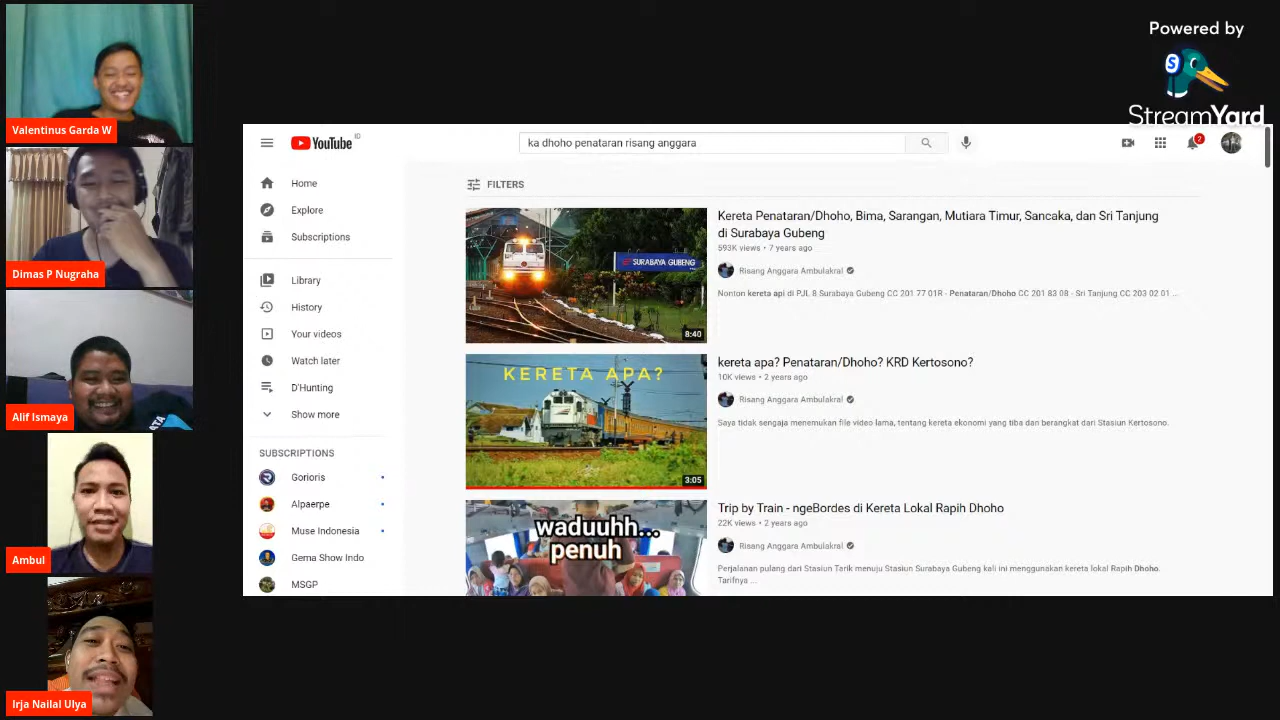 Powered by
StreamYard
Valentinus Garda W
Dimas P Nugraha
Alif Ismaya
Ambul
Irja Nailal Ulya
YouTube ID
ka dhoho penataran risang anggara
2
Home
Explore
Subscriptions
Library
History
Your videos
Watch later
D'Hunting
Show more
SUBSCRIPTIONS
Gorioris
Alpaerpe
Muse Indonesia
Gema Show Indo
MSGP
FILTERS
SURABAYA GUBENG
8:40
Kereta Penataran/Dhoho, Bima, Sarangan, Mutiara Timur, Sancaka, dan Sri Tanjung
di Surabaya Gubeng
593K views • 7 years ago
Risang Anggara Ambulakral
Nonton kereta api di PJL 8 Surabaya Gubeng CC 201 77 01R - Penataran/Dhoho CC 201 83 08 - Sri Tanjung CC 203 02 01 ...
KERETA APA?
3:05
kereta apa? Penataran/Dhoho? KRD Kertosono?
10K views • 2 years ago
Risang Anggara Ambulakral
Saya tidak sengaja menemukan file video lama, tentang kereta ekonomi yang tiba dan berangkat dari Stasiun Kertosono.
waduuhh...
penuh
Trip by Train - ngeBordes di Kereta Lokal Rapih Dhoho
22K views • 2 years ago
Risang Anggara Ambulakral
Perjalanan pulang dari Stasiun Tarik menuju Stasiun Surabaya Gubeng kali ini menggunakan kereta lokal Rapih Dhoho.
Tarifnya ...